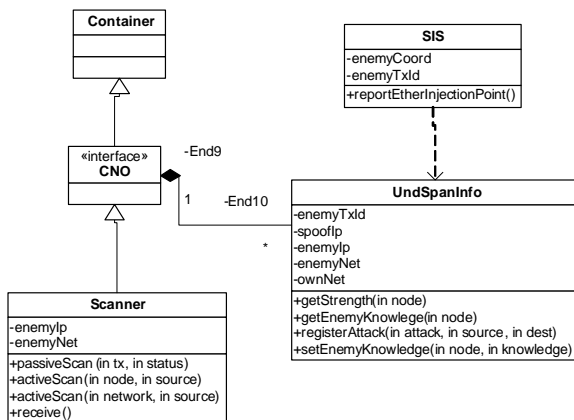 Container
SIS
-enemyCoord
-enemyTxId
+reportEtherInjectionPoint()
«interface»
CNO
-End9
1
-End10
*
UndSpanInfo
-enemyTxId
-spoofIp
-enemyIp
-enemyNet
-ownNet
+getStrength(in node)
+getEnemyKnowlege(in node)
+registerAttack(in attack, in source, in dest)
+setEnemyKnowledge(in node, in knowledge)
Scanner
-enemyIp
-enemyNet
+passiveScan(in tx, in status)
+activeScan(in node, in source)
+activeScan(in network, in source)
+receive()